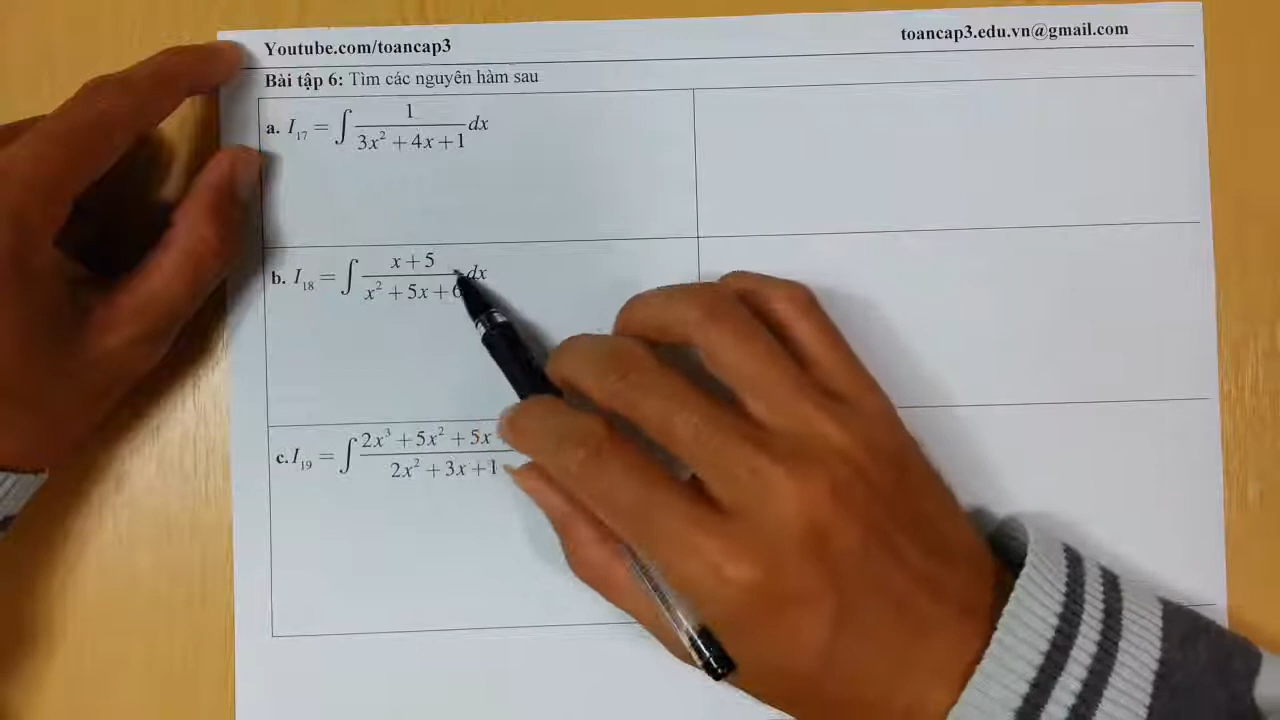 Youtube.com/toancap3
toancap3.edu.vn@gmail.com
Bài tập 6: Tìm các nguyên hàm sau
a. I₁₇ = ∫ 1 / (3x² + 4x + 1) dx
b. I₁₈ = ∫ (x + 5) / (x² + 5x + 6) dx
c. I₁₉ = ∫ (2x³ + 5x² + 5x) / (2x² + 3x + 1)